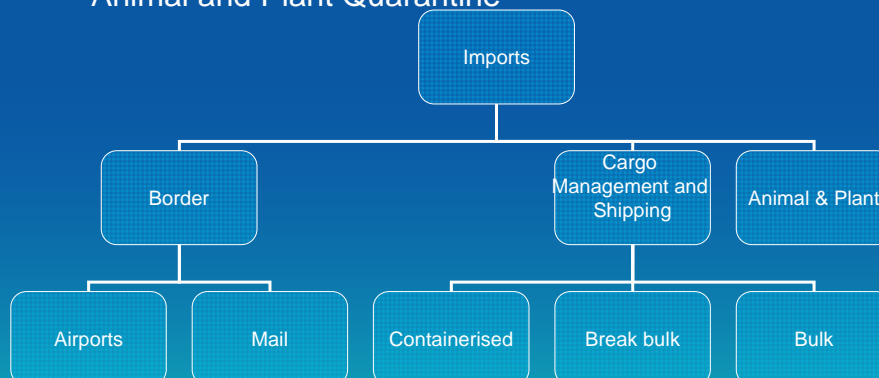 Animal and Plant Quarantine
Imports
Border
Cargo
Management and
Shipping
Animal & Plant
Airports
Mail
Containerised
Break bulk
Bulk